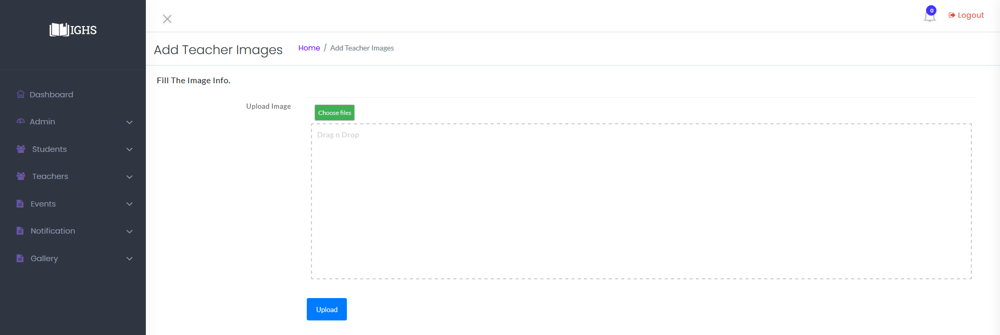 IGHS
0
Logout
Add Teacher Images
Home / Add Teacher Images
Dashboard
Admin
Students
Teachers
Events
Notification
Gallery
Fill The Image Info.
Upload Image
Choose files
Drag n Drop
Upload